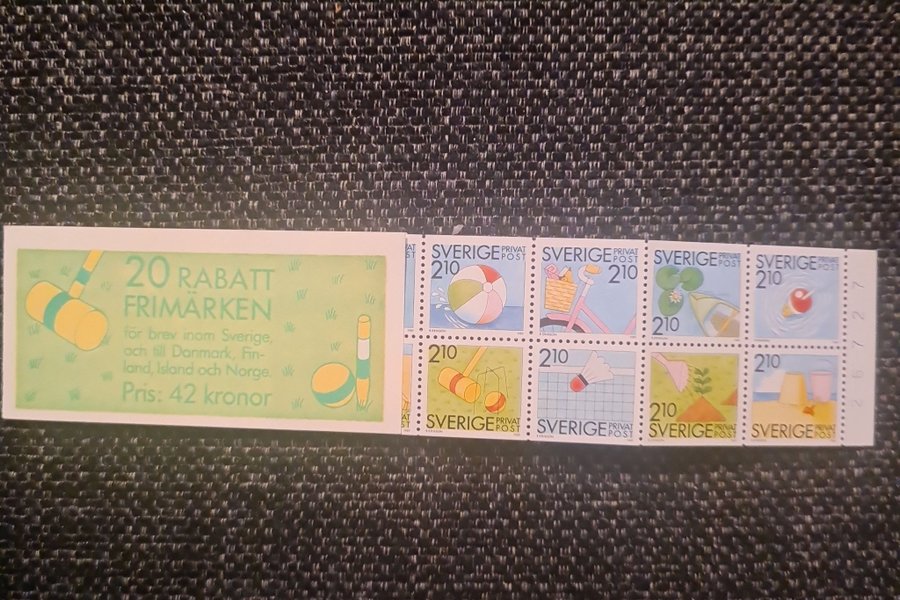 20 RABATT
FRIMÄRKEN
för brev inom Sverige,
och till Danmark, Fin-
land, Island och Norge.
Pris: 42 kronor
SVERIGE PRIVAT POST
2.10
SVERIGE PRIVAT POST
2.10
SVERIGE PRIVAT POST
2.10
SVERIGE PRIVAT POST
2.10
2.10
SVERIGE PRIVAT POST
2.10
SVERIGE PRIVAT POST
2.10
SVERIGE PRIVAT POST
2.10
SVERIGE PRIVAT POST